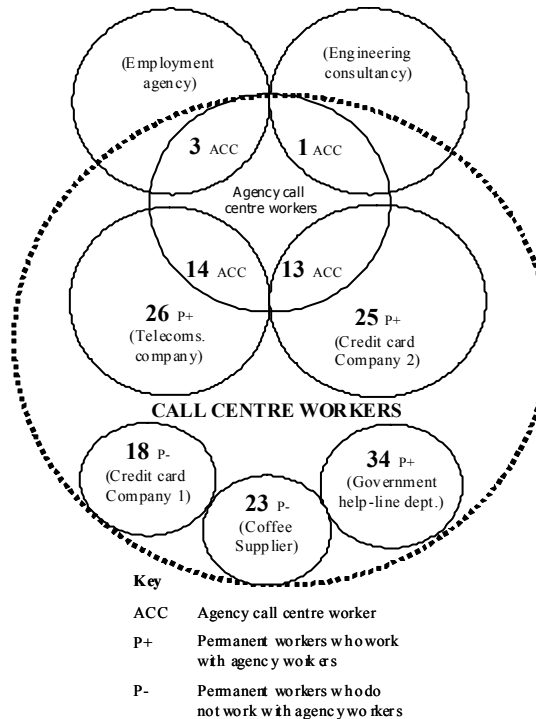 (Employment
agency)
(Engineering
consultancy)
3 ACC
1 ACC
Agency call
centre workers
14 ACC
13 ACC
26 P+
(Telecoms.
company)
25 P+
(Credit card
Company 2)
CALL CENTRE WORKERS
18 P-
(Credit card
Company 1)
34 P+
(Government
help-line dept.)
23 P-
(Coffee
Supplier)
Key
ACC Agency call centre worker
P+ Permanent workers who work
with agency workers
P- Permanent workers who do
not work with agency workers